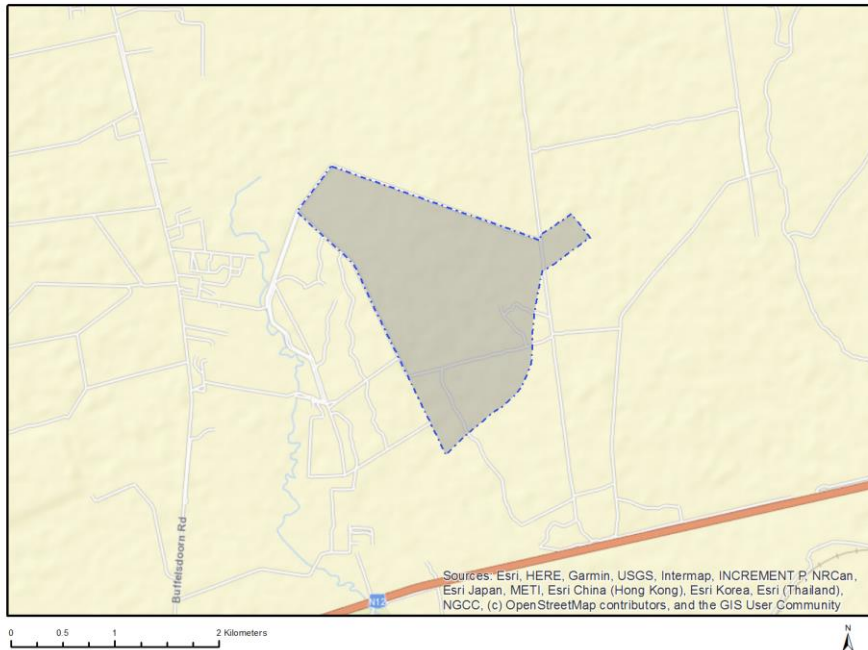 Buffelsdoorn Rd
N12
Sources: Esri, HERE, Garmin, USGS, Intermap, INCREMENT P, NRCan,
Esri Japan, METI, Esri China (Hong Kong), Esri Korea, Esri (Thailand),
NGCC, (c) OpenStreetMap contributors, and the GIS User Community
0 0.5 1 2 Kilometers
N